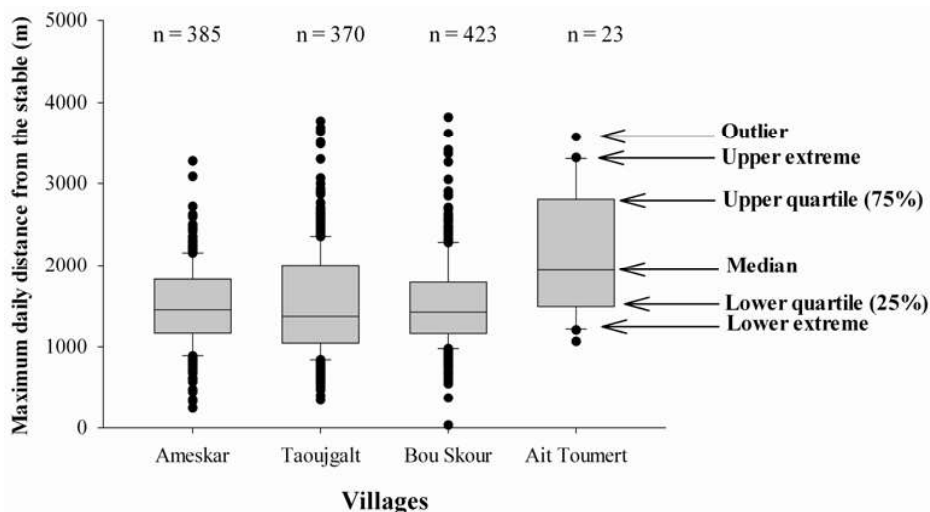 Maximum daily distance from the stable (m)
5000
4000
3000
2000
1000
0
n = 385
n = 370
n = 423
n = 23
Outlier
Upper extreme
Upper quartile (75%)
Median
Lower quartile (25%)
Lower extreme
Ameskar
Taoujgalt
Bou Skour
Ait Toumert
Villages